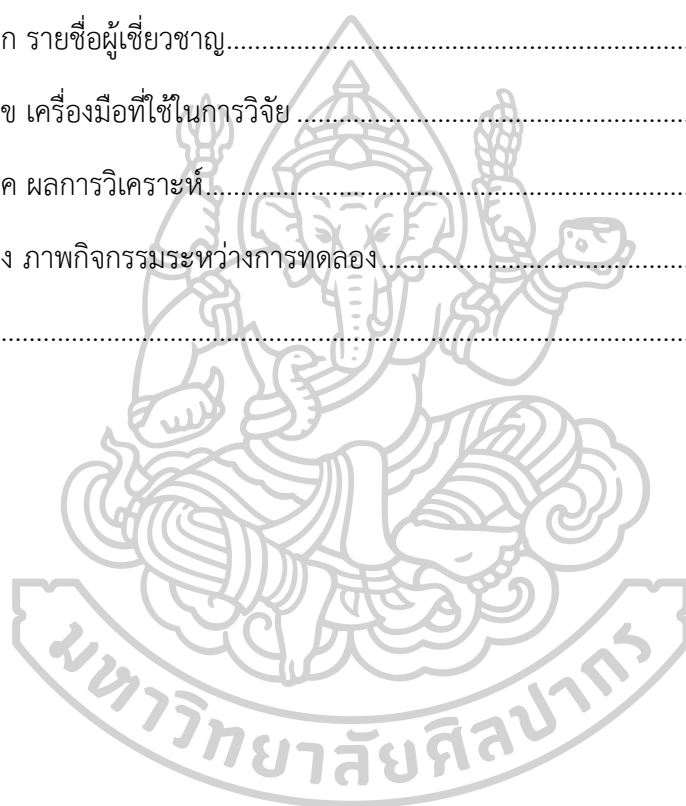 ก รายชื่อผู้เชี่ยวชาญ................................................................................
ข เครื่องมือที่ใช้ในการวิจัย ......................................................................
ค ผลการวิเคราะห์...................................................................................
ง ภาพกิจกรรมระหว่างการทดลอง...........................................................
..................................................................................................................
มหาวิทยาลัยศิลปากร